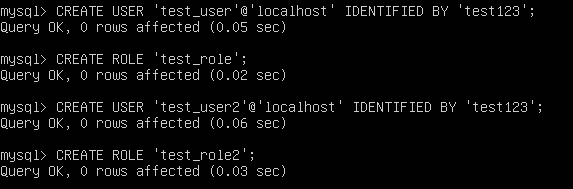 mysql> CREATE USER 'test_user'@'localhost' IDENTIFIED BY 'test123';
Query OK, 0 rows affected (0.05 sec)
mysql> CREATE ROLE 'test_role';
Query OK, 0 rows affected (0.02 sec)
mysql> CREATE USER 'test_user2'@'localhost' IDENTIFIED BY 'test123';
Query OK, 0 rows affected (0.06 sec)
mysql> CREATE ROLE 'test_role2';
Query OK, 0 rows affected (0.03 sec)